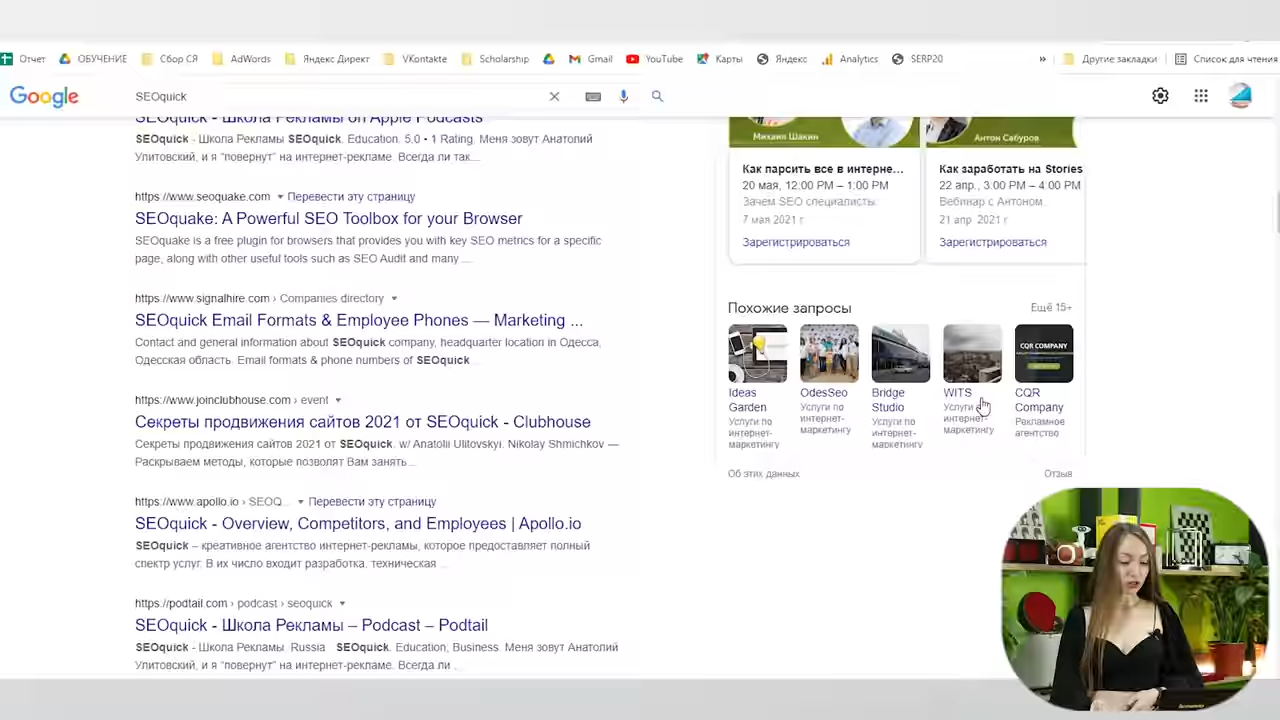 Отчет
ОБУЧЕНИЕ
Сбор СЯ
AdWords
Яндекс Директ
VKontakte
Scholarship
Gmail
YouTube
Карты
Яндекс
Analytics
SERP20
»
Другие закладки
Список для чтения
Google
SEOquick
SEOquick - Школа Рекламы on Apple Podcasts
SEOquick - Школа Рекламы SEOquick. Education. 5,0 • 1 Rating. Меня зовут Анатолий
Улитовский, и я "повернут" на интернет-рекламе. Всегда ли так...
https://www.seoquake.com Перевести эту страницу
SEOquake: A Powerful SEO Toolbox for your Browser
SEOquake is a free plugin for browsers that provides you with key SEO metrics for a specific
page, along with other useful tools such as SEO Audit and many ...
https://www.signalhire.com › Companies directory
SEOquick Email Formats & Employee Phones — Marketing ...
Contact and general information about SEOquick company, headquarter location in Одесса,
Одесская область. Email formats & phone numbers of SEOquick.
https://www.joinclubhouse.com › event
Секреты продвижения сайтов 2021 от SEOquick - Clubhouse
Секреты продвижения сайтов 2021 от SEOquick. w/ Anatolii Ulitovskyi. Nikolay Shmichkov —
Раскрываем методы, которые позволят Вам занять...
https://www.apollo.io › SEOQ... Перевести эту страницу
SEOquick - Overview, Competitors, and Employees | Apollo.io
SEOquick – креативное агентство интернет-рекламы, которое предоставляет полный
спектр услуг. В их число входит разработка, техническая ...
https://podtail.com › podcast › seoquick
SEOquick - Школа Рекламы – Podcast – Podtail
SEOquick - Школа Рекламы Russia SEOquick. Education, Business. Меня зовут Анатолий
Улитовский, и я "повернут" на интернет-рекламе. Всегда ли ...
Михаил Шакин
Антон Сабуров
Как парсить все в интерне...
20 мая, 12:00 PM – 1:00 PM
Зачем SEO специалисты.
7 мая 2021 г
Зарегистрироваться
Как заработать на Stories
22 апр., 3:00 PM – 4:00 PM
Вебинар с Антоном.
21 апр. 2021 г
Зарегистрироваться
Похожие запросы
Ещё 15+
CQR COMPANY
Ideas
Garden
Услуги по
интернет-
маркетингу
OdesSeo
Услуги по
интернет-
маркетингу
Bridge
Studio
Услуги по
интернет-
маркетингу
WITS
Услуги
интернет-
маркетингу
CQR
Company
Рекламное
агентство
Об этих данных
Отзыв